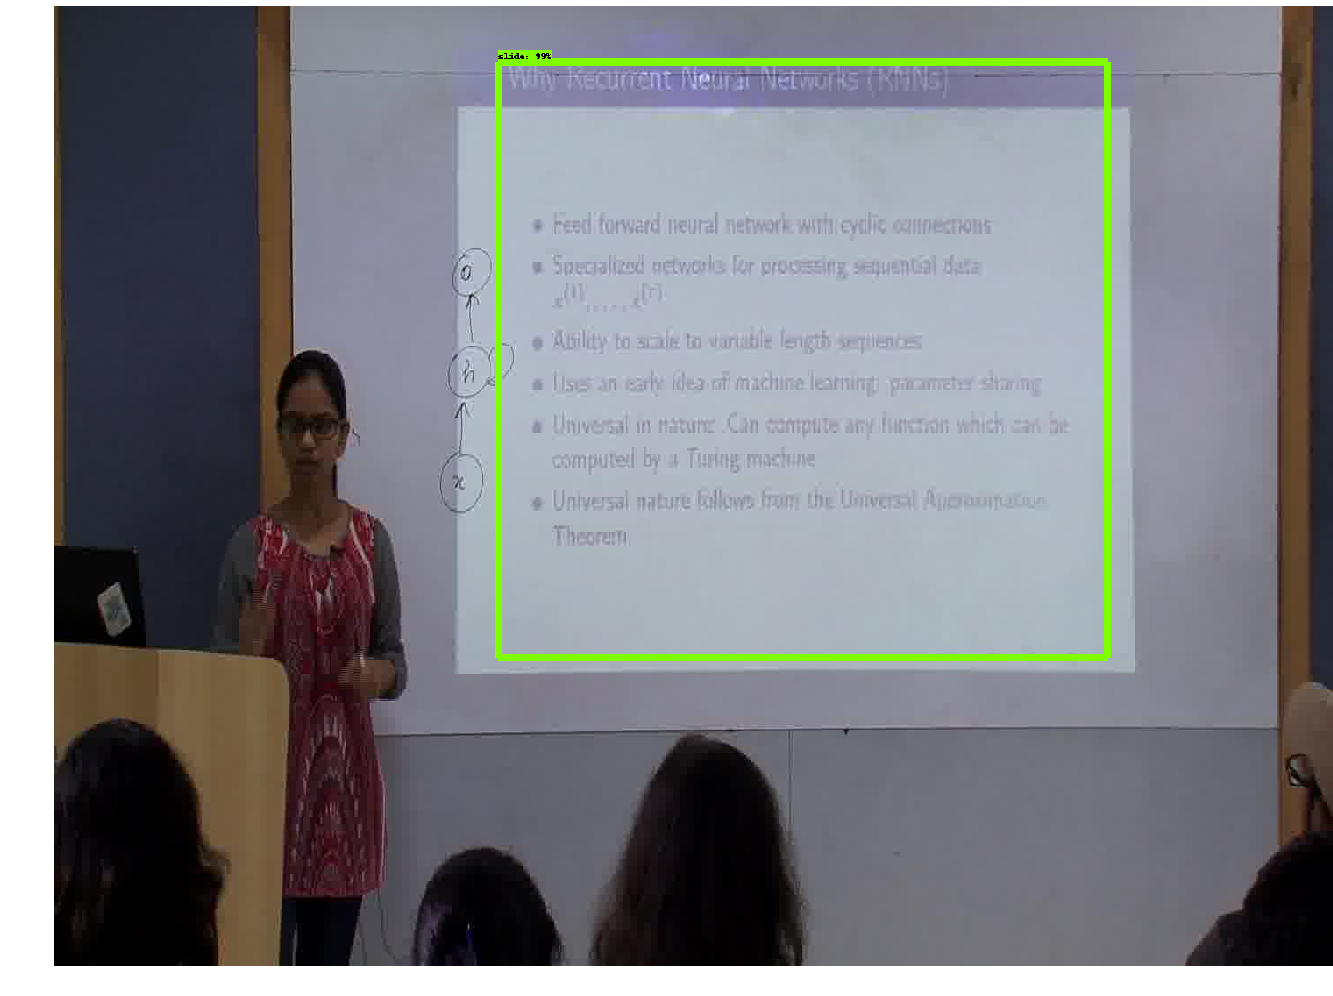 slide: 99%
Why Recurrent Neural Networks (RNNs)
Feed forward neural network with cyclic connections
Specialized networks for processing sequential data
x(1), . . . , x(τ)
Ability to scale to variable length sequences
Uses an early idea of machine learning: parameter sharing
Universal in nature: Can compute any function which can be
computed by a Turing machine
Universal nature follows from the Universal Approximation
Theorem
o
h
x